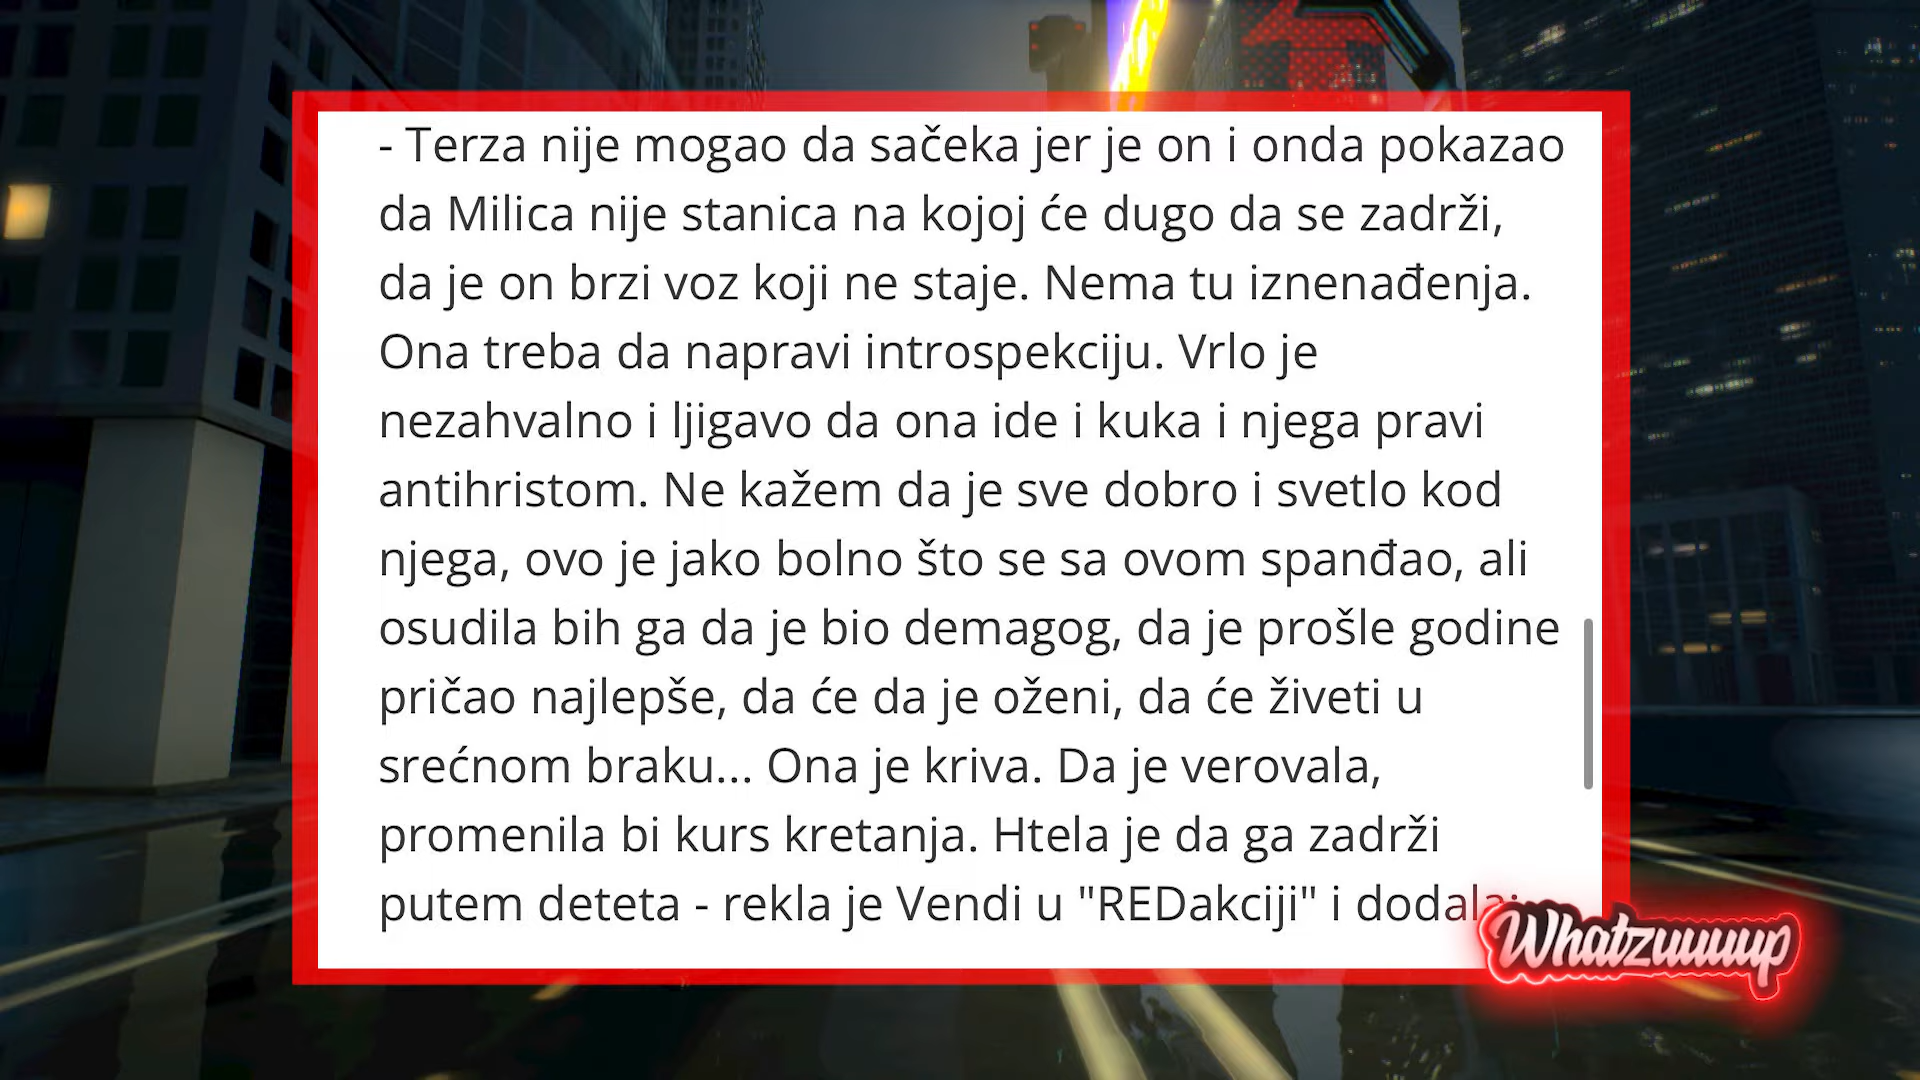 - Terza nije mogao da sačeka jer je on i onda pokazao
da Milica nije stanica na kojoj će dugo da se zadrži,
da je on brzi voz koji ne staje. Nema tu iznenađenja.
Ona treba da napravi introspekciju. Vrlo je
nezahvalno i ljigavo da ona ide i kuka i njega pravi
antihristom. Ne kažem da je sve dobro i svetlo kod
njega, ovo je jako bolno što se sa ovom spanđao, ali
osudila bih ga da je bio demagog, da je prošle godine
pričao najlepše, da će da je oženi, da će živeti u
srećnom braku... Ona je kriva. Da je verovala,
promenila bi kurs kretanja. Htela je da ga zadrži
putem deteta - rekla je Vendi u "REDakciji" i dodala:
Whatzuuuup